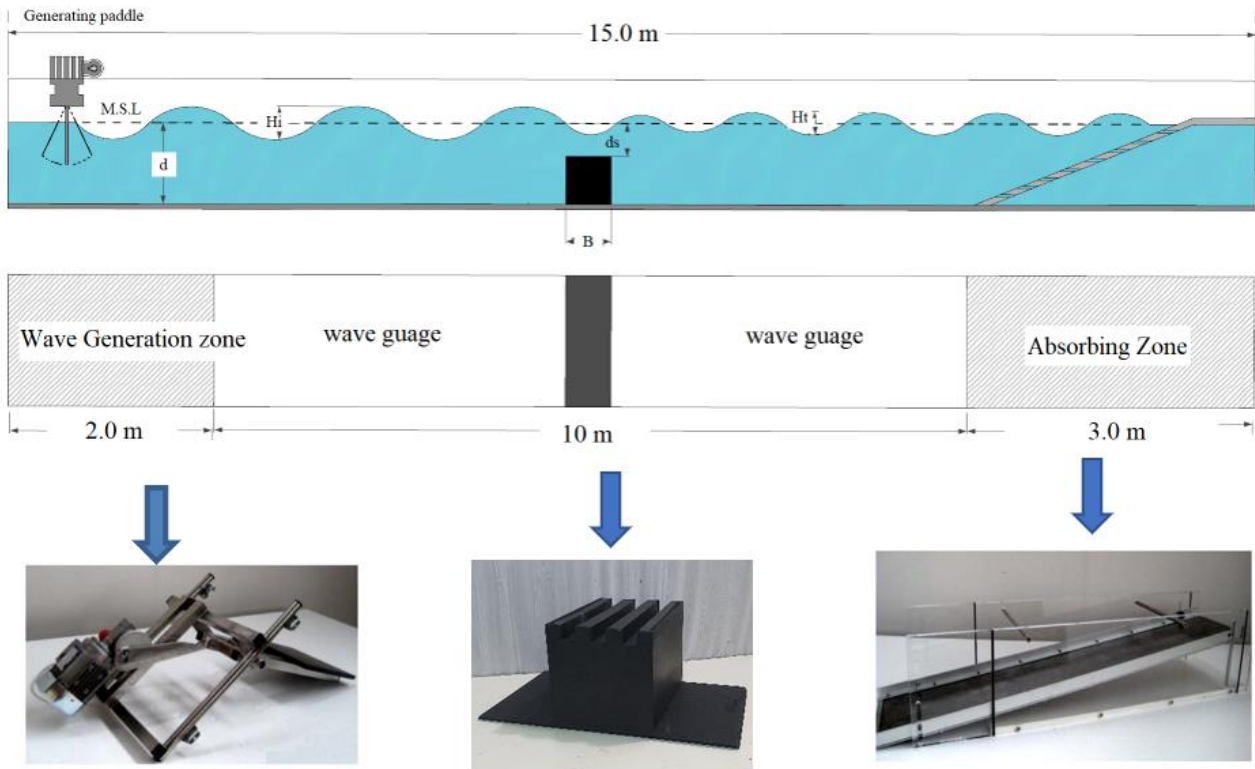 Generating paddle
15.0 m
M.S.L
Hi
Ht
ds
d
B
Wave Generation zone
wave guage
wave guage
Absorbing Zone
2.0 m
10 m
3.0 m